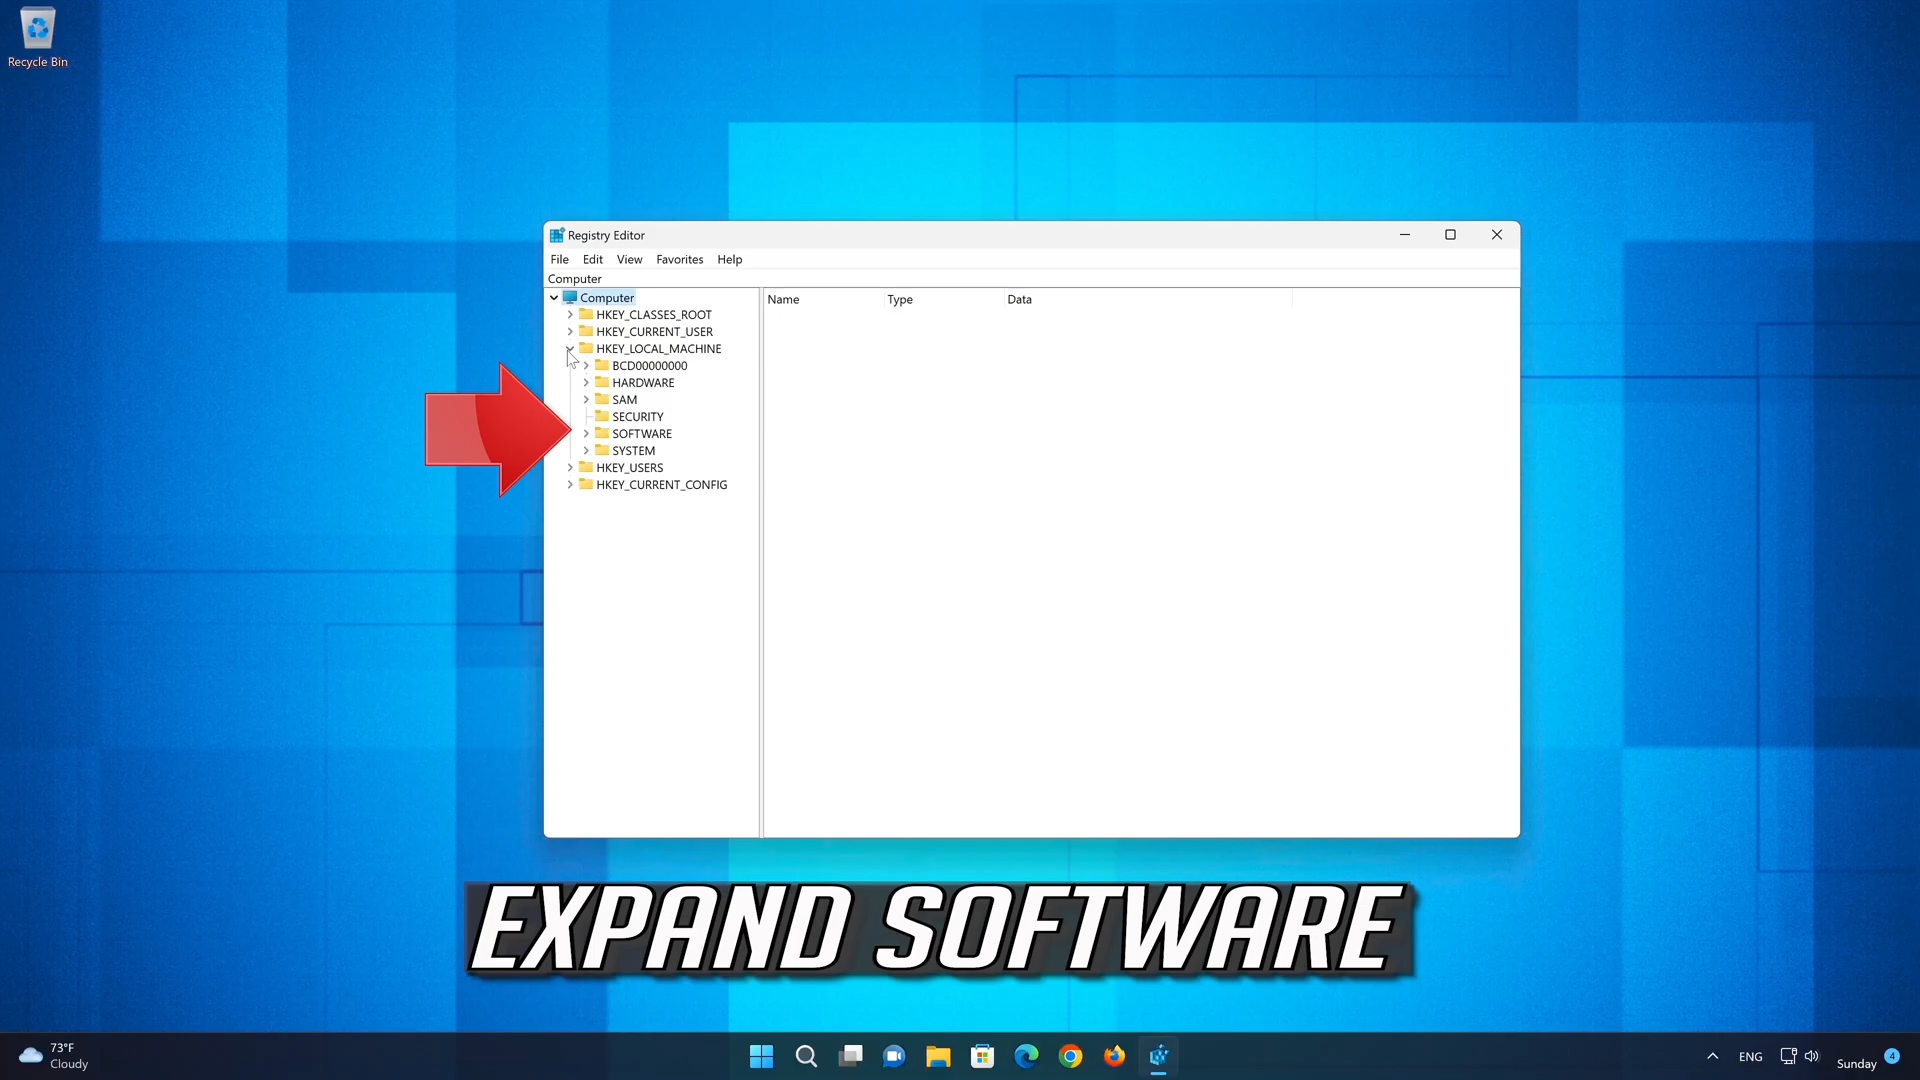 Recycle Bin
Registry Editor
File Edit View Favorites Help
Computer
Computer
HKEY_CLASSES_ROOT
HKEY_CURRENT_USER
HKEY_LOCAL_MACHINE
BCD00000000
HARDWARE
SAM
SECURITY
SOFTWARE
SYSTEM
HKEY_USERS
HKEY_CURRENT_CONFIG
Name Type Data
EXPAND SOFTWARE
73°F
Cloudy
ENG
Sunday 4